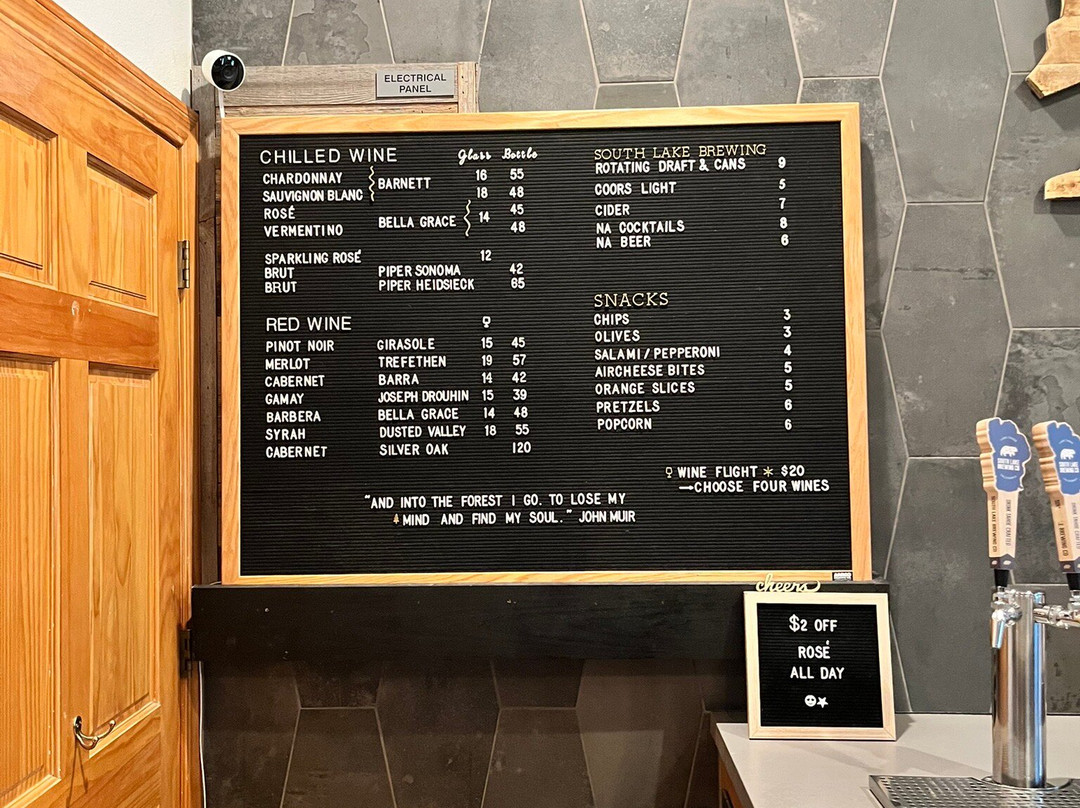 ELECTRICAL
PANEL
CHILLED WINE Glass Bottle
CHARDONNAY BARNETT 16 55
SAUVIGNON BLANC 18 48
ROSÉ BELLA GRACE 14 45
VERMENTINO 48
SPARKLING ROSÉ 12
BRUT PIPER SONOMA 42
BRUT PIPER HEIDSIECK 65
RED WINE
PINOT NOIR GIRASOLE 15 45
MERLOT TREFETHEN 19 57
CABERNET BARRA 14 42
GAMAY JOSEPH DROUHIN 15 39
BARBERA BELLA GRACE 14 48
SYRAH DUSTED VALLEY 18 55
CABERNET SILVER OAK 120
SOUTH LAKE BREWING
ROTATING DRAFT & CANS 9
COORS LIGHT 5
CIDER 7
NA COCKTAILS 8
NA BEER 6
SNACKS
CHIPS 3
OLIVES 3
SALAMI / PEPPERONI 4
AIRCHEESE BITES 5
ORANGE SLICES 5
PRETZELS 6
POPCORN 6
WINE FLIGHT * $20
→CHOOSE FOUR WINES
"AND INTO THE FOREST I GO. TO LOSE MY
MIND AND FIND MY SOUL." JOHN MUIR
cheers
$2 OFF
ROSÉ
ALL DAY
SOUTH LAKE
BREWING CO